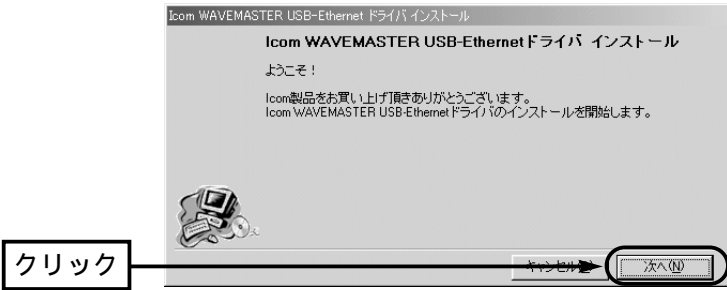 Icom WAVEMASTER USB-Ethernet ドライバ インストール
Icom WAVEMASTER USB-Ethernetドライバ インストール
ようこそ！
Icom製品をお買い上げ頂きありがとうございます。
Icom WAVEMASTER USB-Ethernetドライバのインストールを開始します。
クリック
キャンセル
次へ(N)